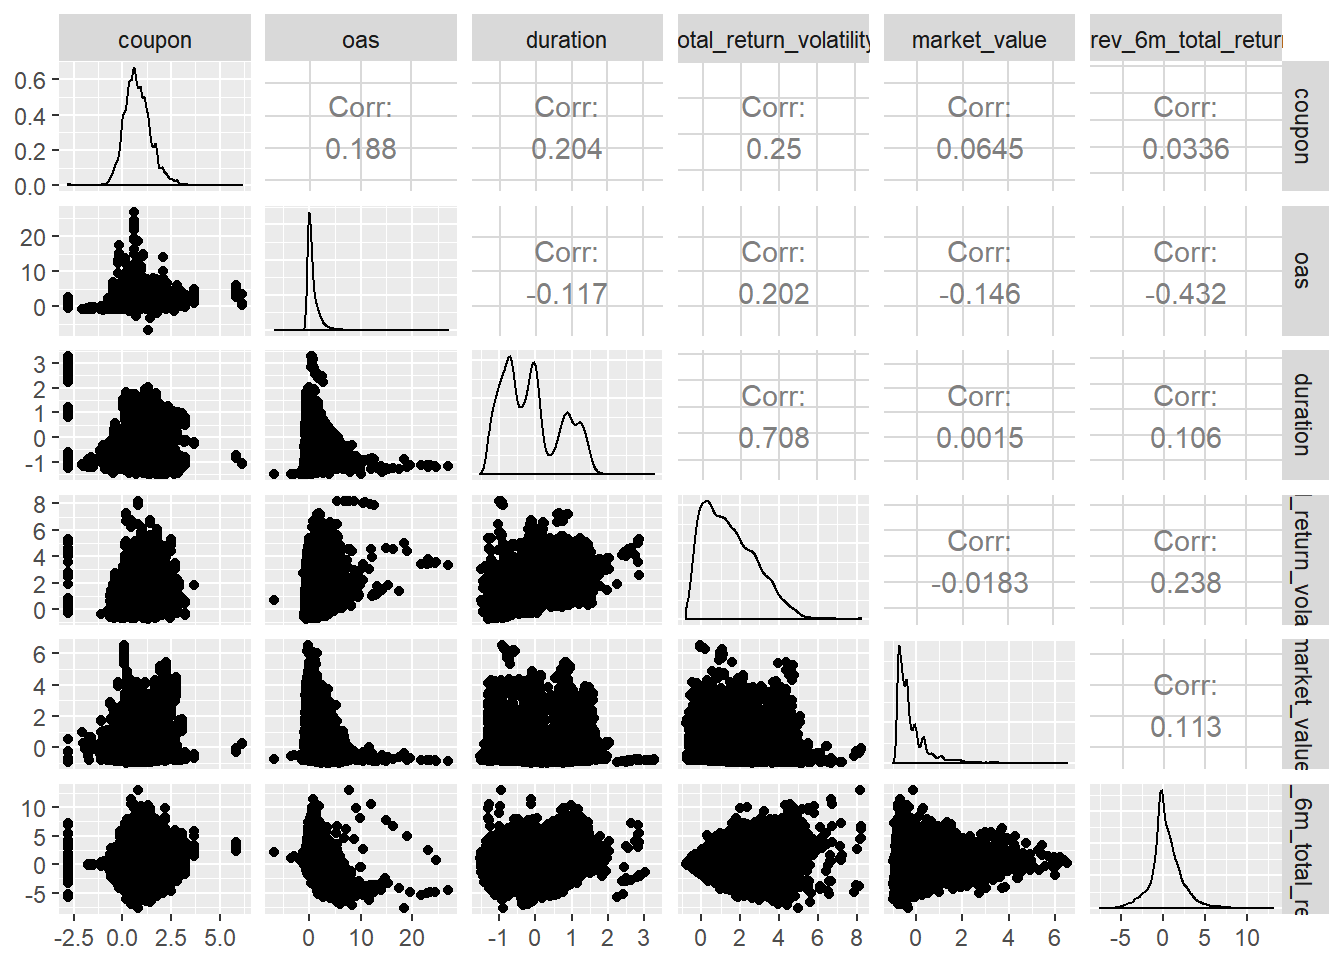 coupon oas duration otal_return_volatility market_value rev_6m_total_return
0.6
0.4
0.2
0.0
Corr: Corr: Corr: Corr: Corr:
0.188 0.204 0.25 0.0645 0.0336
coupon
20
10
0
Corr: Corr: Corr: Corr:
-0.117 0.202 -0.146 -0.432
oas
3
2
1
0
-1
Corr: Corr: Corr:
0.708 0.0015 0.106
duration
8
6
4
2
0
Corr: Corr:
-0.0183 0.238
l_return_vola
6
4
2
0
Corr:
0.113
market_value
10
5
0
-5
_6m_total_re
-2.5 0.0 2.5 5.0 0 10 20 -1 0 1 2 3 0 2 4 6 8 0 2 4 6 -5 0 5 10